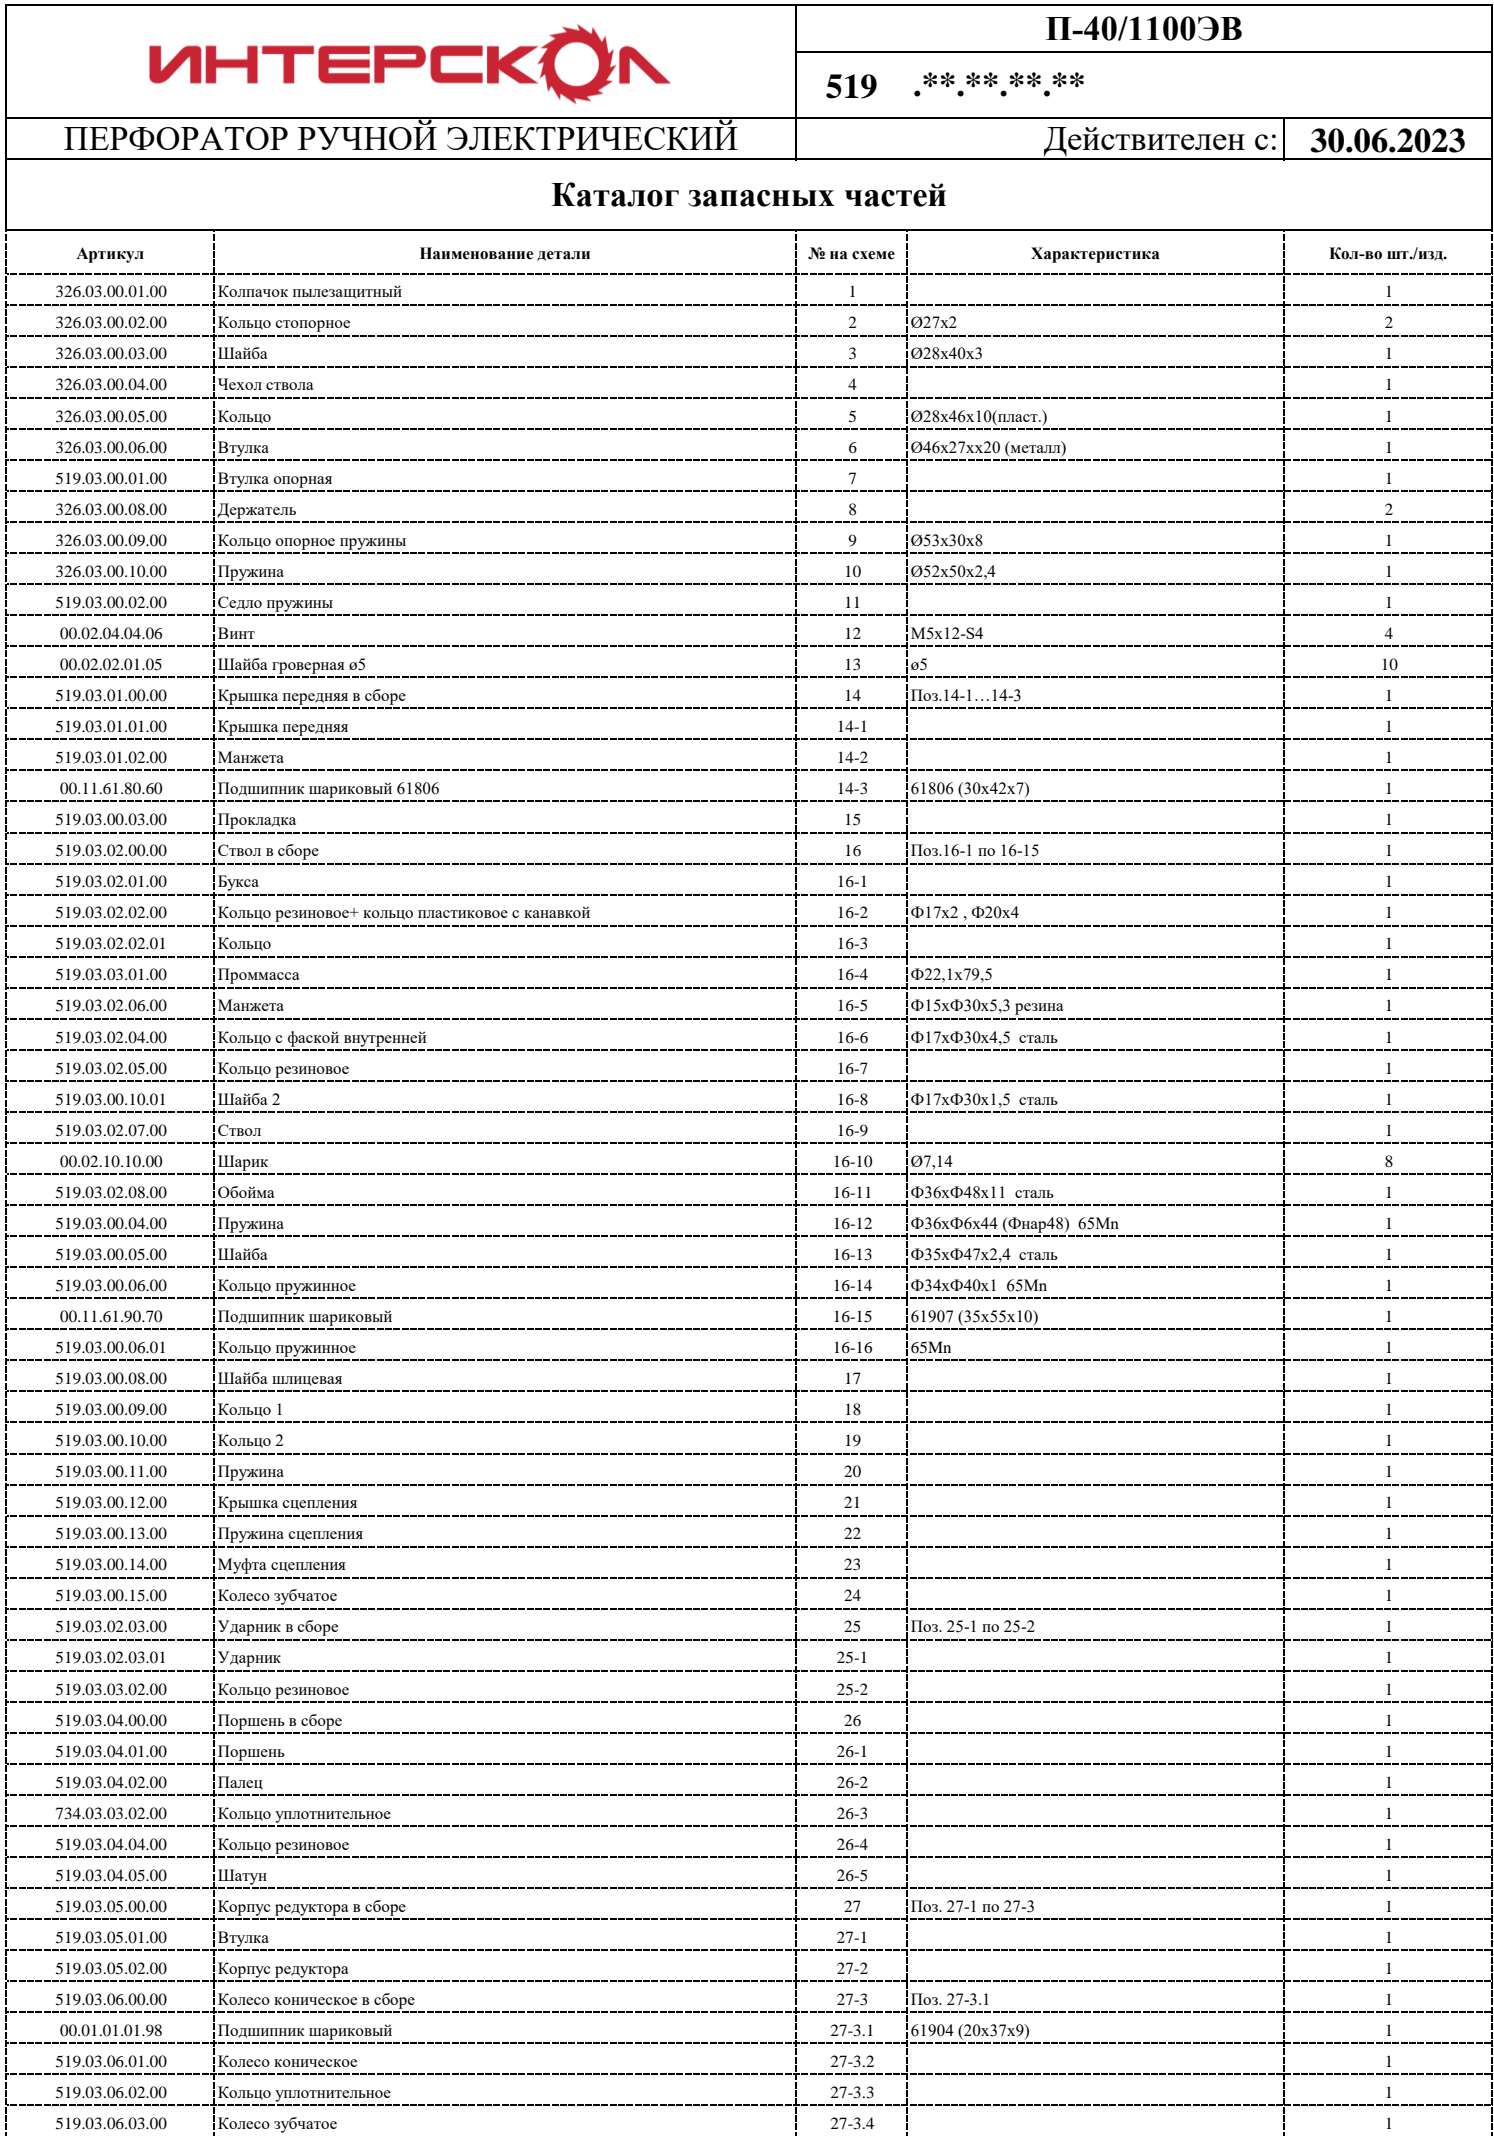 ИНТЕРСКОЛ
П-40/1100ЭВ
519 .**.**.**.**
ПЕРФОРАТОР РУЧНОЙ ЭЛЕКТРИЧЕСКИЙ Действителен с: 30.06.2023
Каталог запасных частей
Артикул Наименование детали № на схеме Характеристика Кол-во шт./изд.
326.03.00.01.00 Колпачок пылезащитный 1 1
326.03.00.02.00 Кольцо стопорное 2 Ø27x2 2
326.03.00.03.00 Шайба 3 Ø28x40x3 1
326.03.00.04.00 Чехол ствола 4 1
326.03.00.05.00 Кольцо 5 Ø28x46x10(пласт.) 1
326.03.00.06.00 Втулка 6 Ø46x27xx20 (металл) 1
519.03.00.01.00 Втулка опорная 7 1
326.03.00.08.00 Держатель 8 2
326.03.00.09.00 Кольцо опорное пружины 9 Ø53x30x8 1
326.03.00.10.00 Пружина 10 Ø52x50x2,4 1
519.03.00.02.00 Седло пружины 11 1
00.02.04.04.06 Винт 12 M5x12-S4 4
00.02.02.01.05 Шайба гроверная ø5 13 ø5 10
519.03.01.00.00 Крышка передняя в сборе 14 Поз.14-1…14-3 1
519.03.01.01.00 Крышка передняя 14-1 1
519.03.01.02.00 Манжета 14-2 1
00.11.61.80.60 Подшипник шариковый 61806 14-3 61806 (30x42x7) 1
519.03.00.03.00 Прокладка 15 1
519.03.02.00.00 Ствол в сборе 16 Поз.16-1 по 16-15 1
519.03.02.01.00 Букса 16-1 1
519.03.02.02.00 Кольцо резиновое+ кольцо пластиковое с канавкой 16-2 Ф17x2 , Ф20x4 1
519.03.02.02.01 Кольцо 16-3 1
519.03.03.01.00 Проммасса 16-4 Ф22,1x79,5 1
519.03.02.06.00 Манжета 16-5 Ф15xФ30x5,3 резина 1
519.03.02.04.00 Кольцо с фаской внутренней 16-6 Ф17xФ30x4,5 сталь 1
519.03.02.05.00 Кольцо резиновое 16-7 1
519.03.00.10.01 Шайба 2 16-8 Ф17xФ30x1,5 сталь 1
519.03.02.07.00 Ствол 16-9 1
00.02.10.10.00 Шарик 16-10 Ø7,14 8
519.03.02.08.00 Обойма 16-11 Ф36xФ48x11 сталь 1
519.03.00.04.00 Пружина 16-12 Ф36xФ6x44 (Фнар48) 65Mn 1
519.03.00.05.00 Шайба 16-13 Ф35xФ47x2,4 сталь 1
519.03.00.06.00 Кольцо пружинное 16-14 Ф34xФ40x1 65Mn 1
00.11.61.90.70 Подшипник шариковый 16-15 61907 (35x55x10) 1
519.03.00.06.01 Кольцо пружинное 16-16 65Mn 1
519.03.00.08.00 Шайба шлицевая 17 1
519.03.00.09.00 Кольцо 1 18 1
519.03.00.10.00 Кольцо 2 19 1
519.03.00.11.00 Пружина 20 1
519.03.00.12.00 Крышка сцепления 21 1
519.03.00.13.00 Пружина сцепления 22 1
519.03.00.14.00 Муфта сцепления 23 1
519.03.00.15.00 Колесо зубчатое 24 1
519.03.02.03.00 Ударник в сборе 25 Поз. 25-1 по 25-2 1
519.03.02.03.01 Ударник 25-1 1
519.03.03.02.00 Кольцо резиновое 25-2 1
519.03.04.00.00 Поршень в сборе 26 1
519.03.04.01.00 Поршень 26-1 1
519.03.04.02.00 Палец 26-2 1
734.03.03.02.00 Кольцо уплотнительное 26-3 1
519.03.04.04.00 Кольцо резиновое 26-4 1
519.03.04.05.00 Шатун 26-5 1
519.03.05.00.00 Корпус редуктора в сборе 27 Поз. 27-1 по 27-3 1
519.03.05.01.00 Втулка 27-1 1
519.03.05.02.00 Корпус редуктора 27-2 1
519.03.06.00.00 Колесо коническое в сборе 27-3 Поз. 27-3.1 1
00.01.01.01.98 Подшипник шариковый 27-3.1 61904 (20x37x9) 1
519.03.06.01.00 Колесо коническое 27-3.2 1
519.03.06.02.00 Кольцо уплотнительное 27-3.3 1
519.03.06.03.00 Колесо зубчатое 27-3.4 1